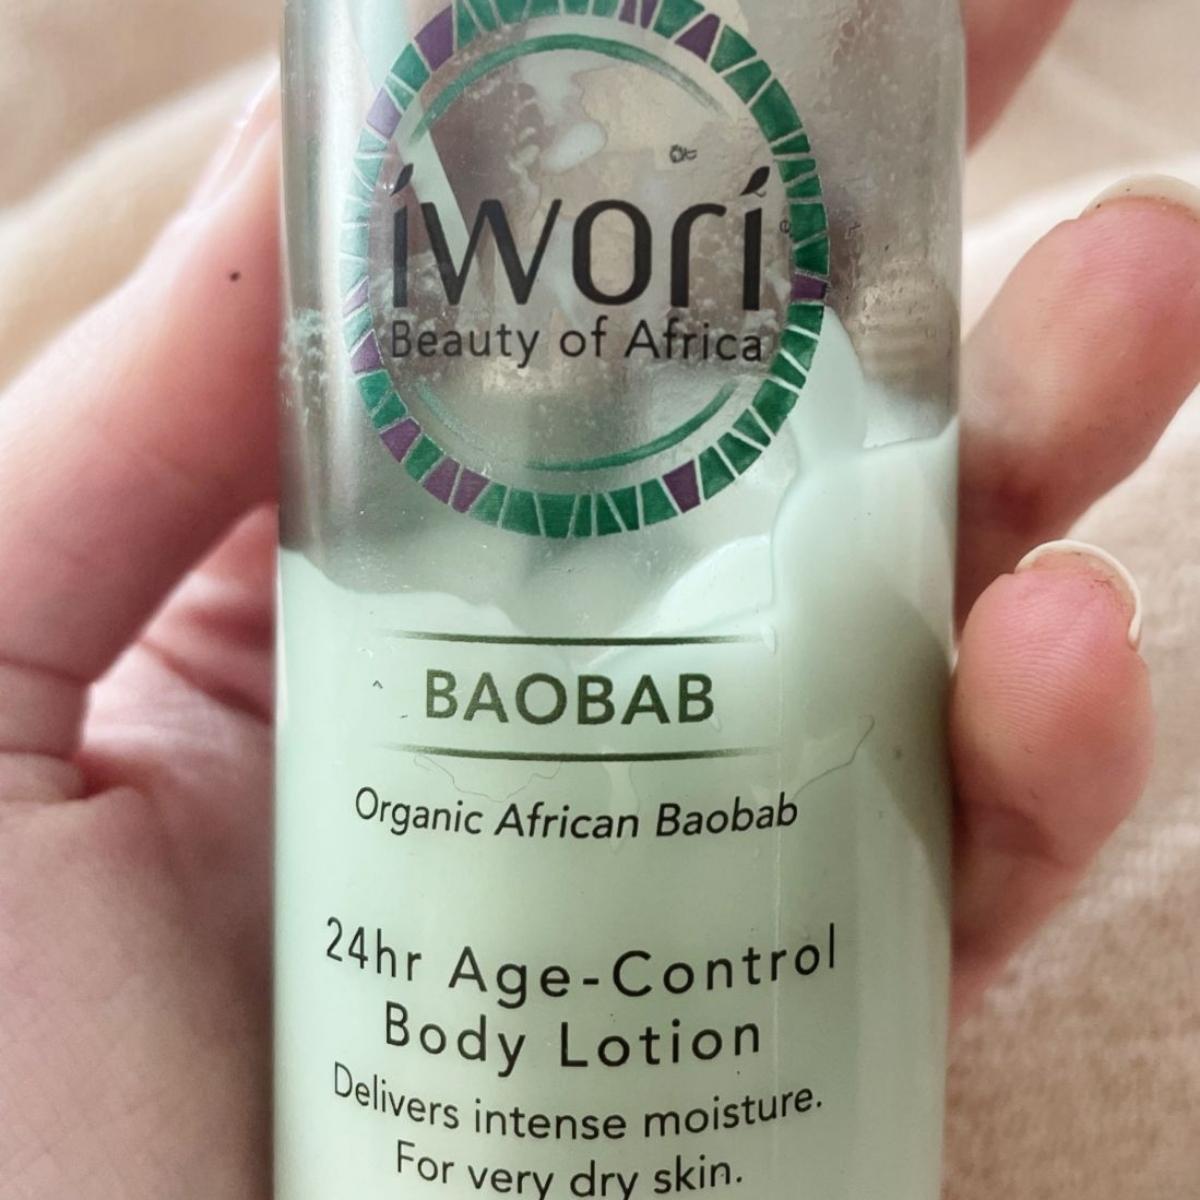 íworí
Beauty of Africa
BAOBAB
Organic African Baobab
24hr Age-Control
Body Lotion
Delivers intense moisture.
For very dry skin.